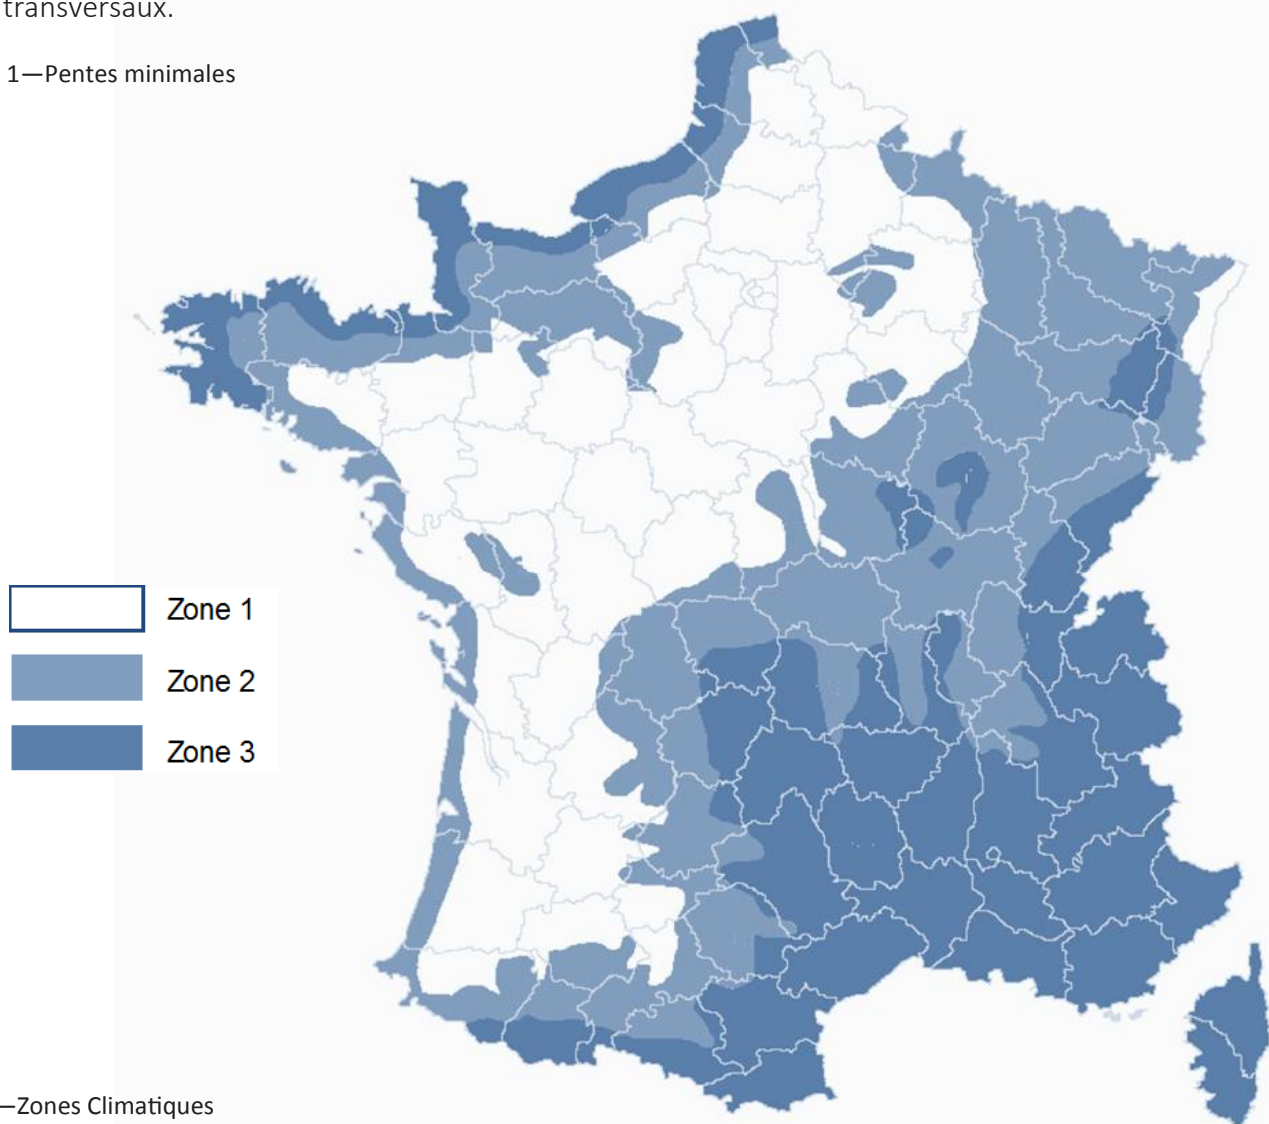 transversaux.
1—Pentes minimales
Zone 1
Zone 2
Zone 3
—Zones Climatiques